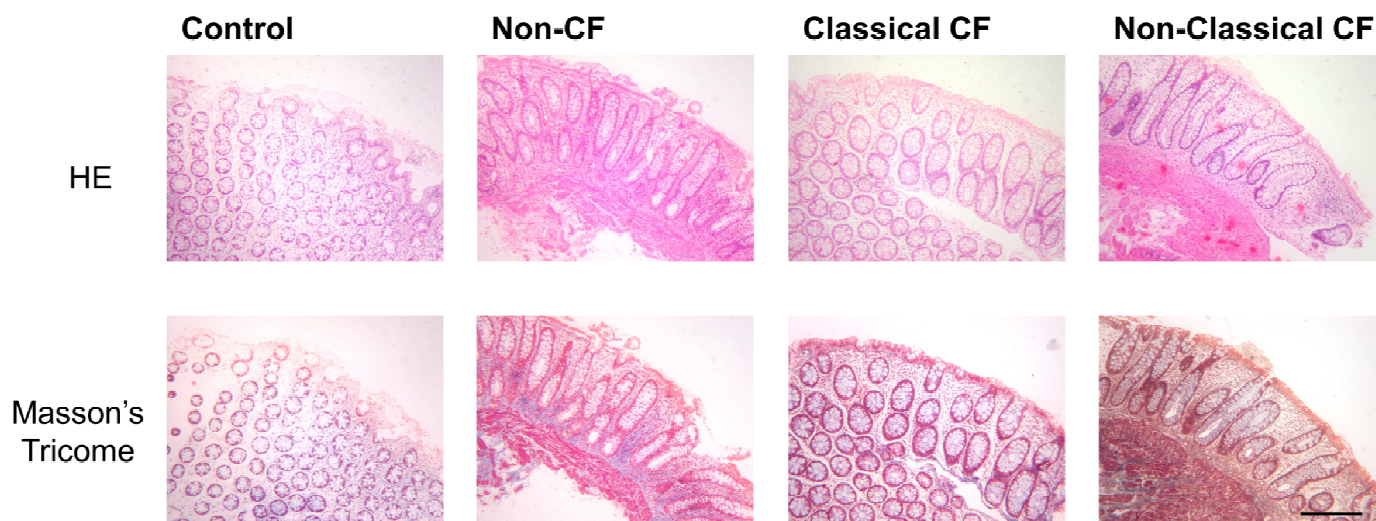 Control Non-CF Classical CF Non-Classical CF
HE
Masson's
Tricome